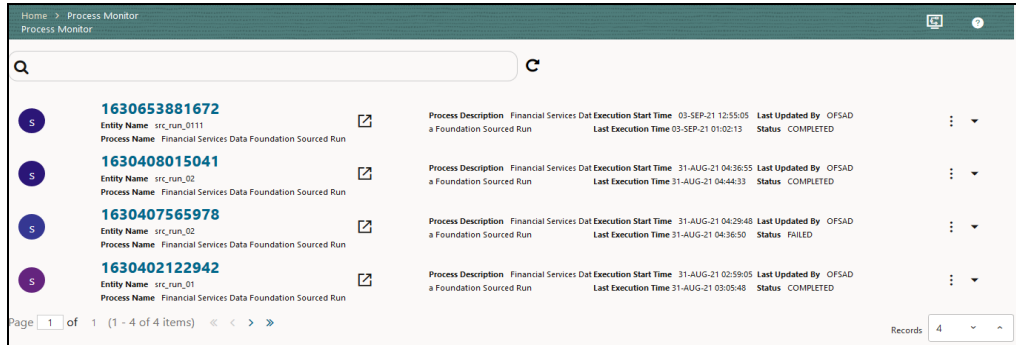 Home > Process Monitor
Process Monitor
S
1630653881672
Entity Name src_run_0111
Process Name Financial Services Data Foundation Sourced Run
Process Description Financial Services Dat
a Foundation Sourced Run
Execution Start Time 03-SEP-21 12:55:05
Last Execution Time 03-SEP-21 01:02:13
Last Updated By OFSAD
Status COMPLETED
S
1630408015041
Entity Name src_run_02
Process Name Financial Services Data Foundation Sourced Run
Process Description Financial Services Dat
a Foundation Sourced Run
Execution Start Time 31-AUG-21 04:36:55
Last Execution Time 31-AUG-21 04:44:33
Last Updated By OFSAD
Status COMPLETED
S
1630407565978
Entity Name src_run_02
Process Name Financial Services Data Foundation Sourced Run
Process Description Financial Services Dat
a Foundation Sourced Run
Execution Start Time 31-AUG-21 04:29:48
Last Execution Time 31-AUG-21 04:36:50
Last Updated By OFSAD
Status FAILED
S
1630402122942
Entity Name src_run_01
Process Name Financial Services Data Foundation Sourced Run
Process Description Financial Services Dat
a Foundation Sourced Run
Execution Start Time 31-AUG-21 02:59:05
Last Execution Time 31-AUG-21 03:05:48
Last Updated By OFSAD
Status COMPLETED
Page 1 of 1 (1 - 4 of 4 items)
Records 4